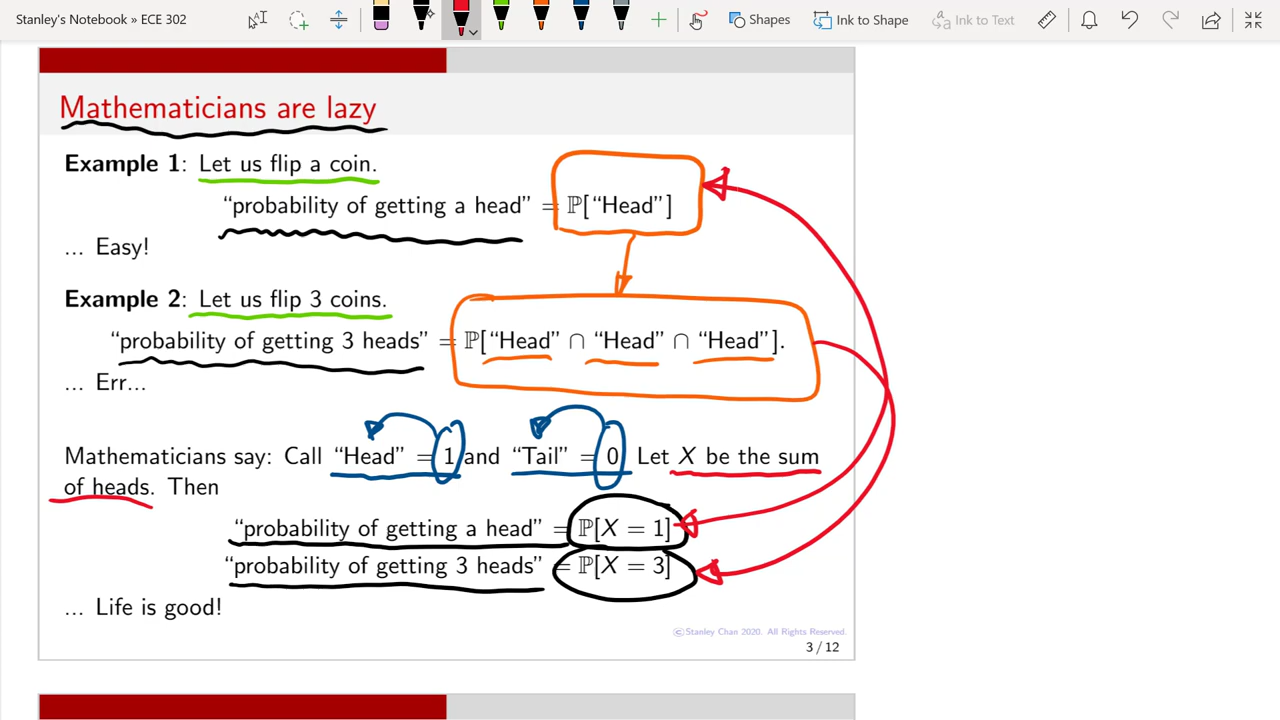 Stanley's Notebook » ECE 302
Shapes
Ink to Shape
Ink to Text
Mathematicians are lazy
Example 1: Let us flip a coin.
“probability of getting a head” = ℙ[“Head”]
... Easy!
Example 2: Let us flip 3 coins.
“probability of getting 3 heads” = ℙ[“Head” ∩ “Head” ∩ “Head”].
... Err...
Mathematicians say: Call “Head” = 1 and “Tail” = 0. Let X be the sum
of heads. Then
“probability of getting a head” = ℙ[X = 1]
“probability of getting 3 heads” = ℙ[X = 3]
... Life is good!
©Stanley Chan 2020. All Rights Reserved.
3 / 12